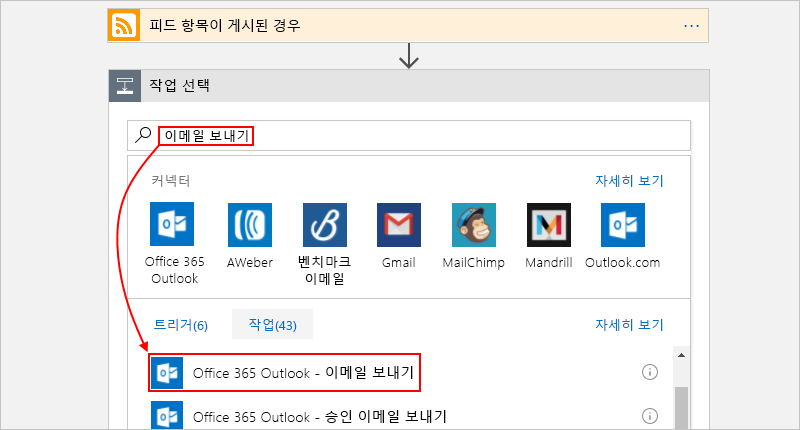 피드 항목이 게시된 경우
···
작업 선택
이메일 보내기
커넥터
자세히 보기
Office 365 Outlook
AWeber
벤치마크 이메일
Gmail
MailChimp
Mandrill
Outlook.com
트리거(6)
작업(43)
자세히 보기
Office 365 Outlook - 이메일 보내기
Office 365 Outlook - 승인 이메일 보내기